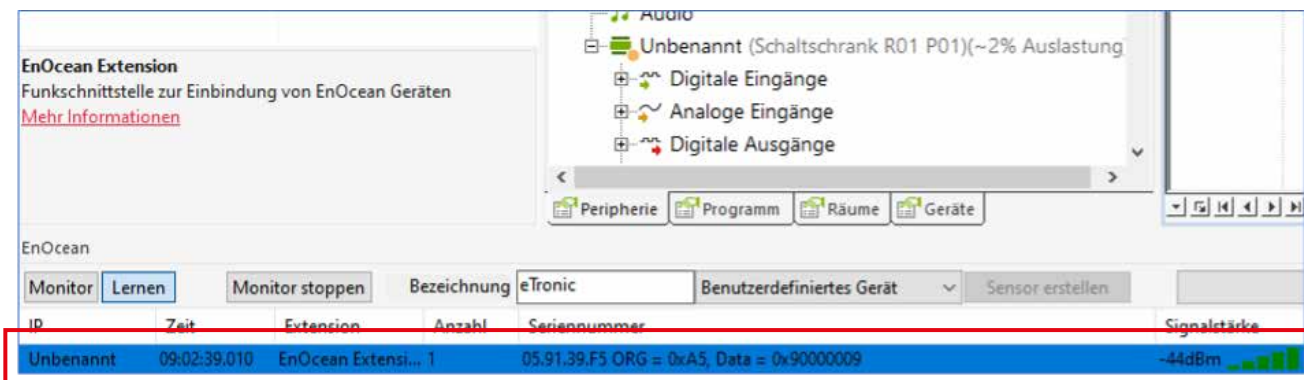 Audio
Unbenannt (Schaltschrank R01 P01)(~2% Auslastung
EnOcean Extension
Funkschnittstelle zur Einbindung von EnOcean Geräten
Mehr Informationen
Digitale Eingänge
Analoge Eingänge
Digitale Ausgänge
Peripherie Programm Räume Geräte
EnOcean
Monitor Lernen Monitor stoppen Bezeichnung eTronic Benutzerdefiniertes Gerät Sensor erstellen
IP Zeit Extension Anzahl Seriennummer Signalstärke
Unbenannt 09:02:39.010 EnOcean Extensi... 1 05.91.39.F5 ORG = 0xA5, Data = 0x90000009 -44dBm